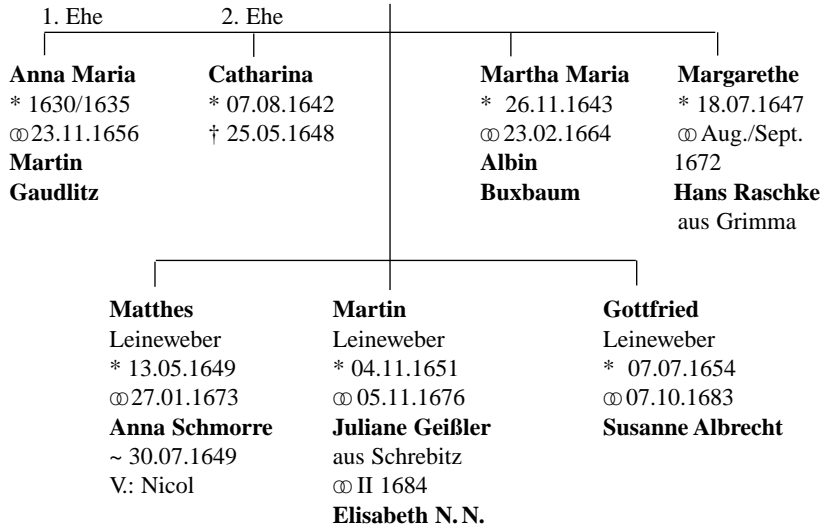 1. Ehe 2. Ehe
Anna Maria
* 1630/1635
⚭ 23.11.1656
Martin
Gaudlitz
Catharina
* 07.08.1642
† 25.05.1648
Martha Maria
* 26.11.1643
⚭ 23.02.1664
Albin
Buxbaum
Margarethe
* 18.07.1647
⚭ Aug./Sept.
1672
Hans Raschke
aus Grimma
Matthes
Leineweber
* 13.05.1649
⚭ 27.01.1673
Anna Schmorre
~ 30.07.1649
V.: Nicol
Martin
Leineweber
* 04.11.1651
⚭ 05.11.1676
Juliane Geißler
aus Schrebitz
⚭ II 1684
Elisabeth N. N.
Gottfried
Leineweber
* 07.07.1654
⚭ 07.10.1683
Susanne Albrecht